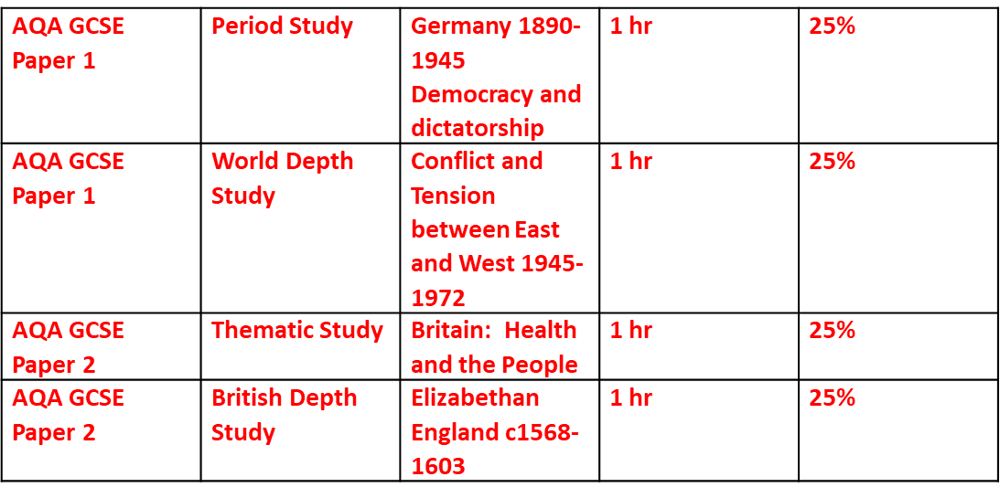 AQA GCSE
Paper 1
Period Study
Germany 1890-
1945
Democracy and
dictatorship
1 hr
25%
AQA GCSE
Paper 1
World Depth
Study
Conflict and
Tension
between East
and West 1945-
1972
1 hr
25%
AQA GCSE
Paper 2
Thematic Study
Britain:  Health
and the People
1 hr
25%
AQA GCSE
Paper 2
British Depth
Study
Elizabethan
England c1568-
1603
1 hr
25%